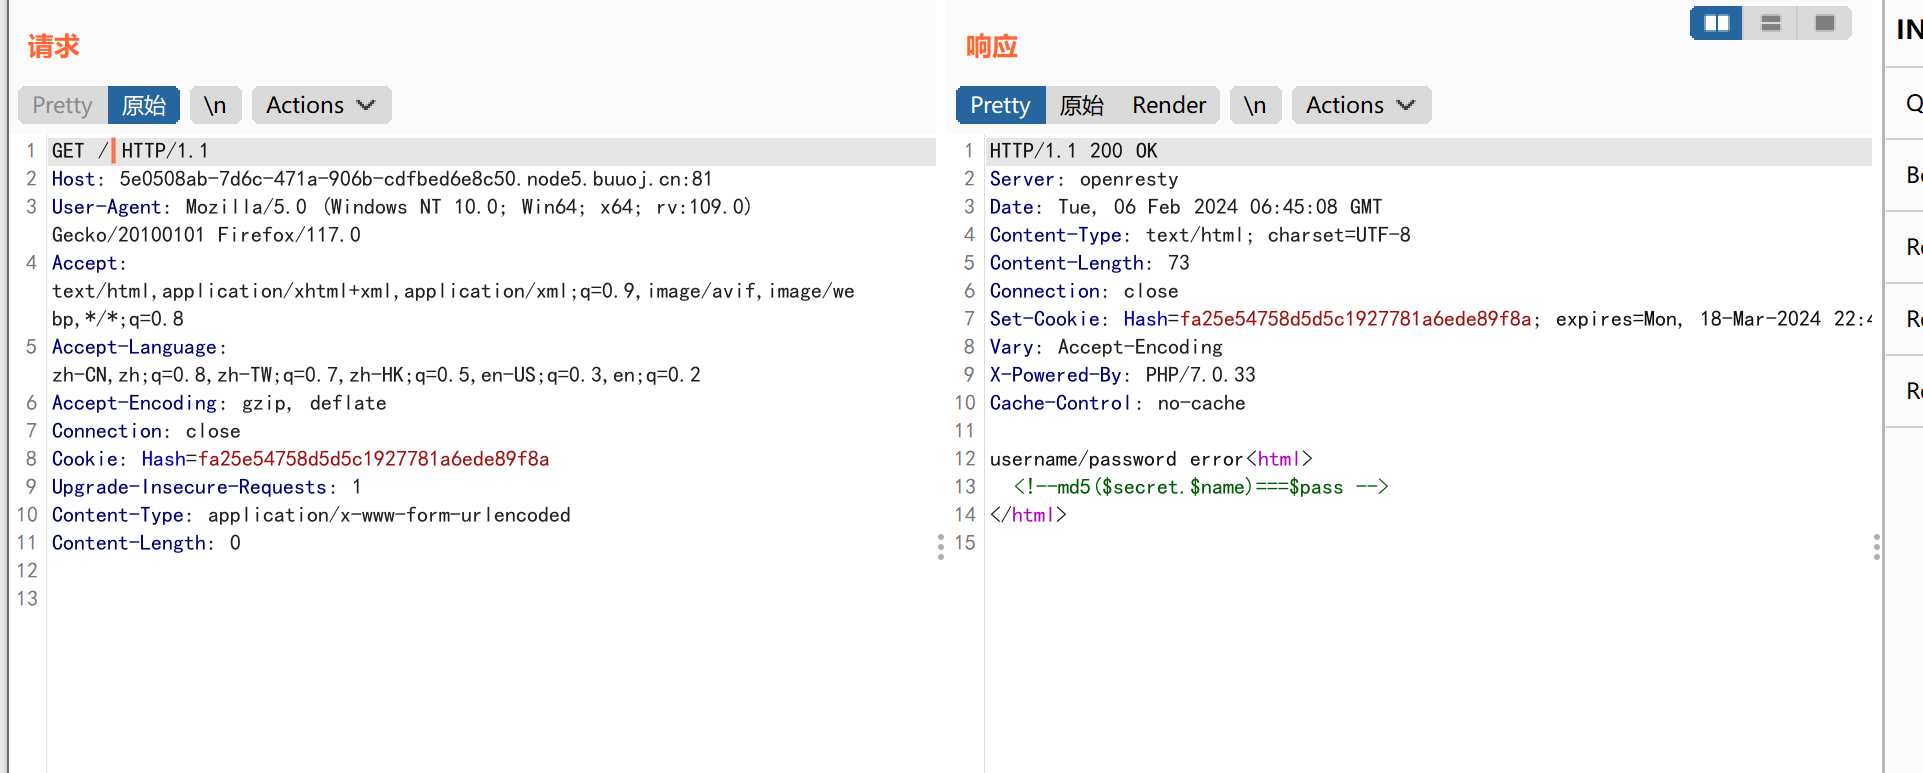 请求
Pretty 原始 \n Actions
1 GET / HTTP/1.1
2 Host: 5e0508ab-7d6c-471a-906b-cdfbed6e8c50.node5.buuoj.cn:81
3 User-Agent: Mozilla/5.0 (Windows NT 10.0; Win64; x64; rv:109.0)
Gecko/20100101 Firefox/117.0
4 Accept:
text/html,application/xhtml+xml,application/xml;q=0.9,image/avif,image/we
bp,*/*;q=0.8
5 Accept-Language:
zh-CN,zh;q=0.8,zh-TW;q=0.7,zh-HK;q=0.5,en-US;q=0.3,en;q=0.2
6 Accept-Encoding: gzip, deflate
7 Connection: close
8 Cookie: Hash=fa25e54758d5d5c1927781a6ede89f8a
9 Upgrade-Insecure-Requests: 1
10 Content-Type: application/x-www-form-urlencoded
11 Content-Length: 0
12
13
响应
Pretty 原始 Render \n Actions
1 HTTP/1.1 200 OK
2 Server: openresty
3 Date: Tue, 06 Feb 2024 06:45:08 GMT
4 Content-Type: text/html; charset=UTF-8
5 Content-Length: 73
6 Connection: close
7 Set-Cookie: Hash=fa25e54758d5d5c1927781a6ede89f8a; expires=Mon, 18-Mar-2024 22:4
8 Vary: Accept-Encoding
9 X-Powered-By: PHP/7.0.33
10 Cache-Control: no-cache
11
12 username/password error<html>
13 <!--md5($secret.$name)===$pass -->
14 </html>
15
IN
Q